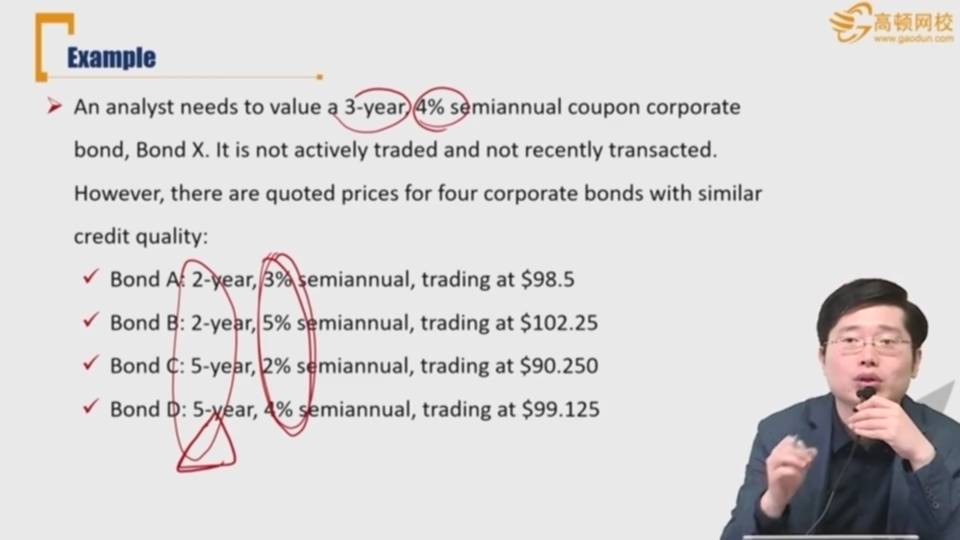 高顿网校
www.gaodun.com
Example
An analyst needs to value a 3-year, 4% semiannual coupon corporate
bond, Bond X. It is not actively traded and not recently transacted.
However, there are quoted prices for four corporate bonds with similar
credit quality:
Bond A: 2-year, 3% semiannual, trading at $98.5
Bond B: 2-year, 5% semiannual, trading at $102.25
Bond C: 5-year, 2% semiannual, trading at $90.250
Bond D: 5-year, 4% semiannual, trading at $99.125